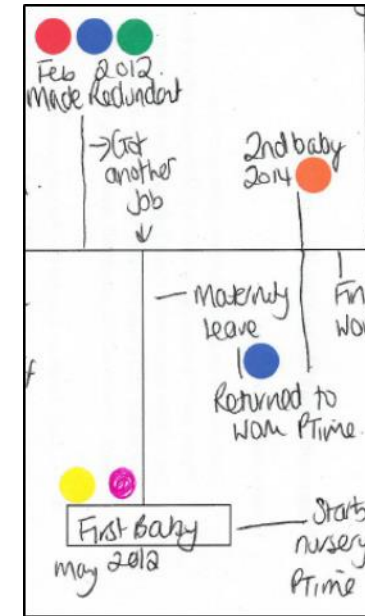 Feb 2012
Made Redundant
→Got
another
Job
2nd baby
2014
Maternity
Leave
Returned to
work PTime.
First Baby
May 2012
Starts
nursery
PTime